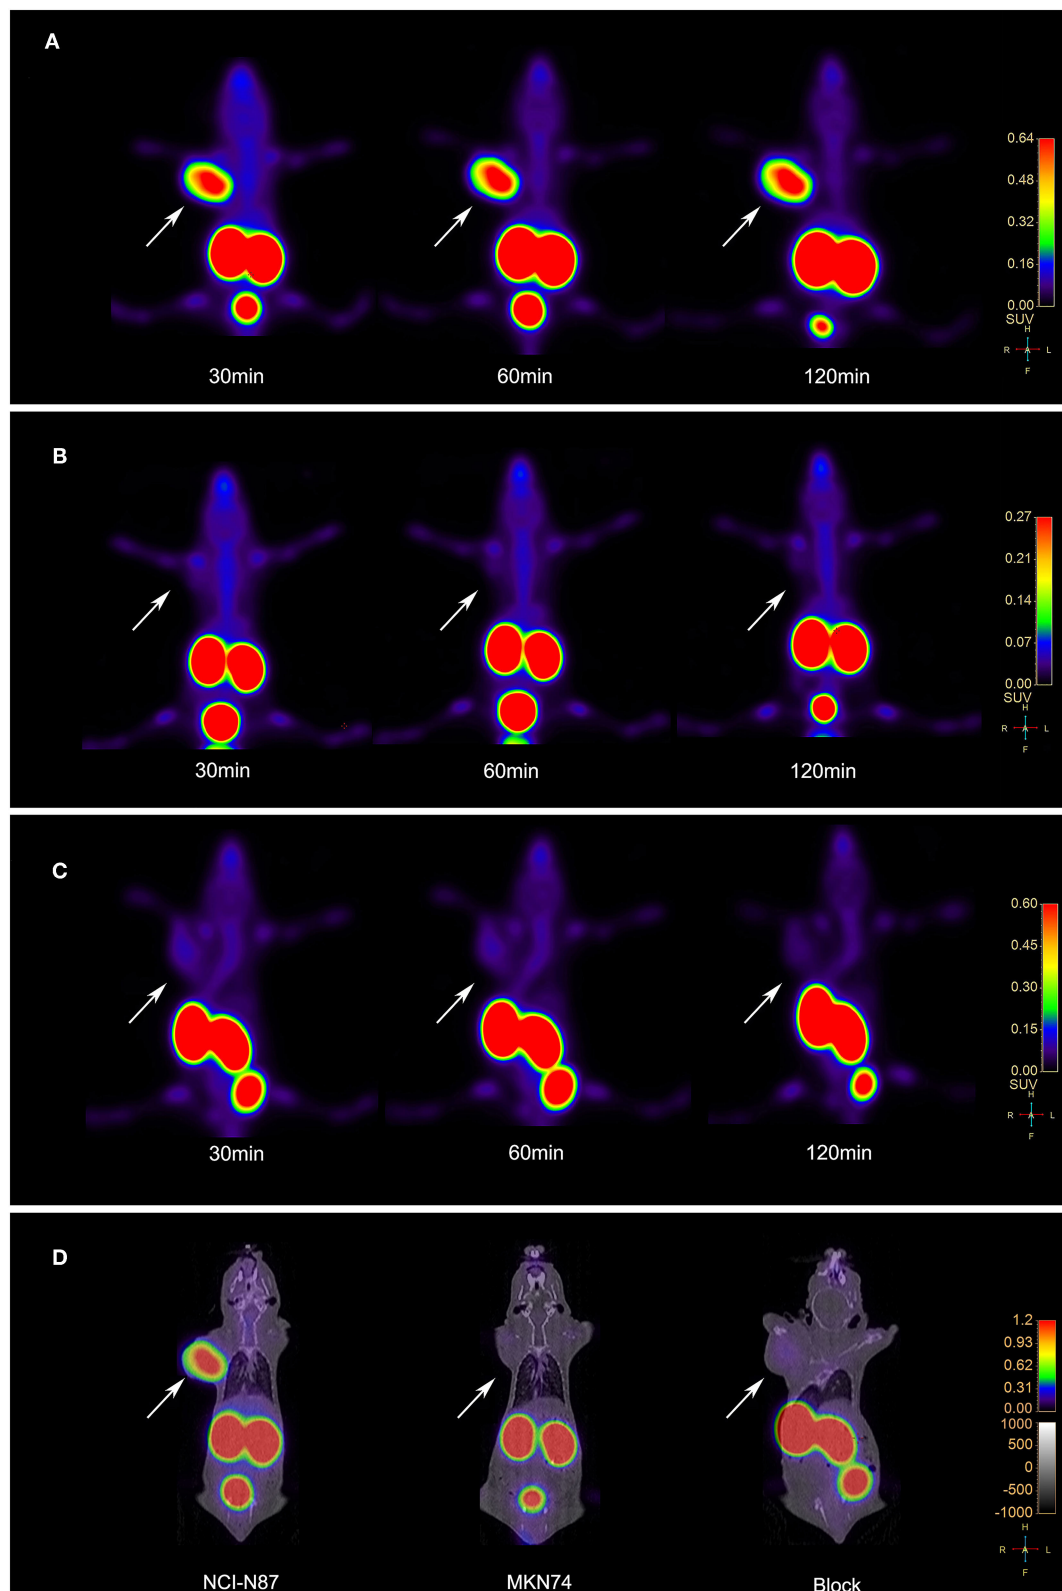 A
0.64
0.48
0.32
0.16
0.00
SUV
H
R A L
F
30min 60min 120min
B
0.27
0.21
0.14
0.07
0.00
SUV
H
R A L
F
30min 60min 120min
C
0.60
0.45
0.30
0.15
0.00
SUV
H
R A L
F
30min 60min 120min
D
1.2
0.93
0.62
0.31
0.00
1000
500
0
-500
-1000
H
R A L
F
NCI-N87 MKN74 Block